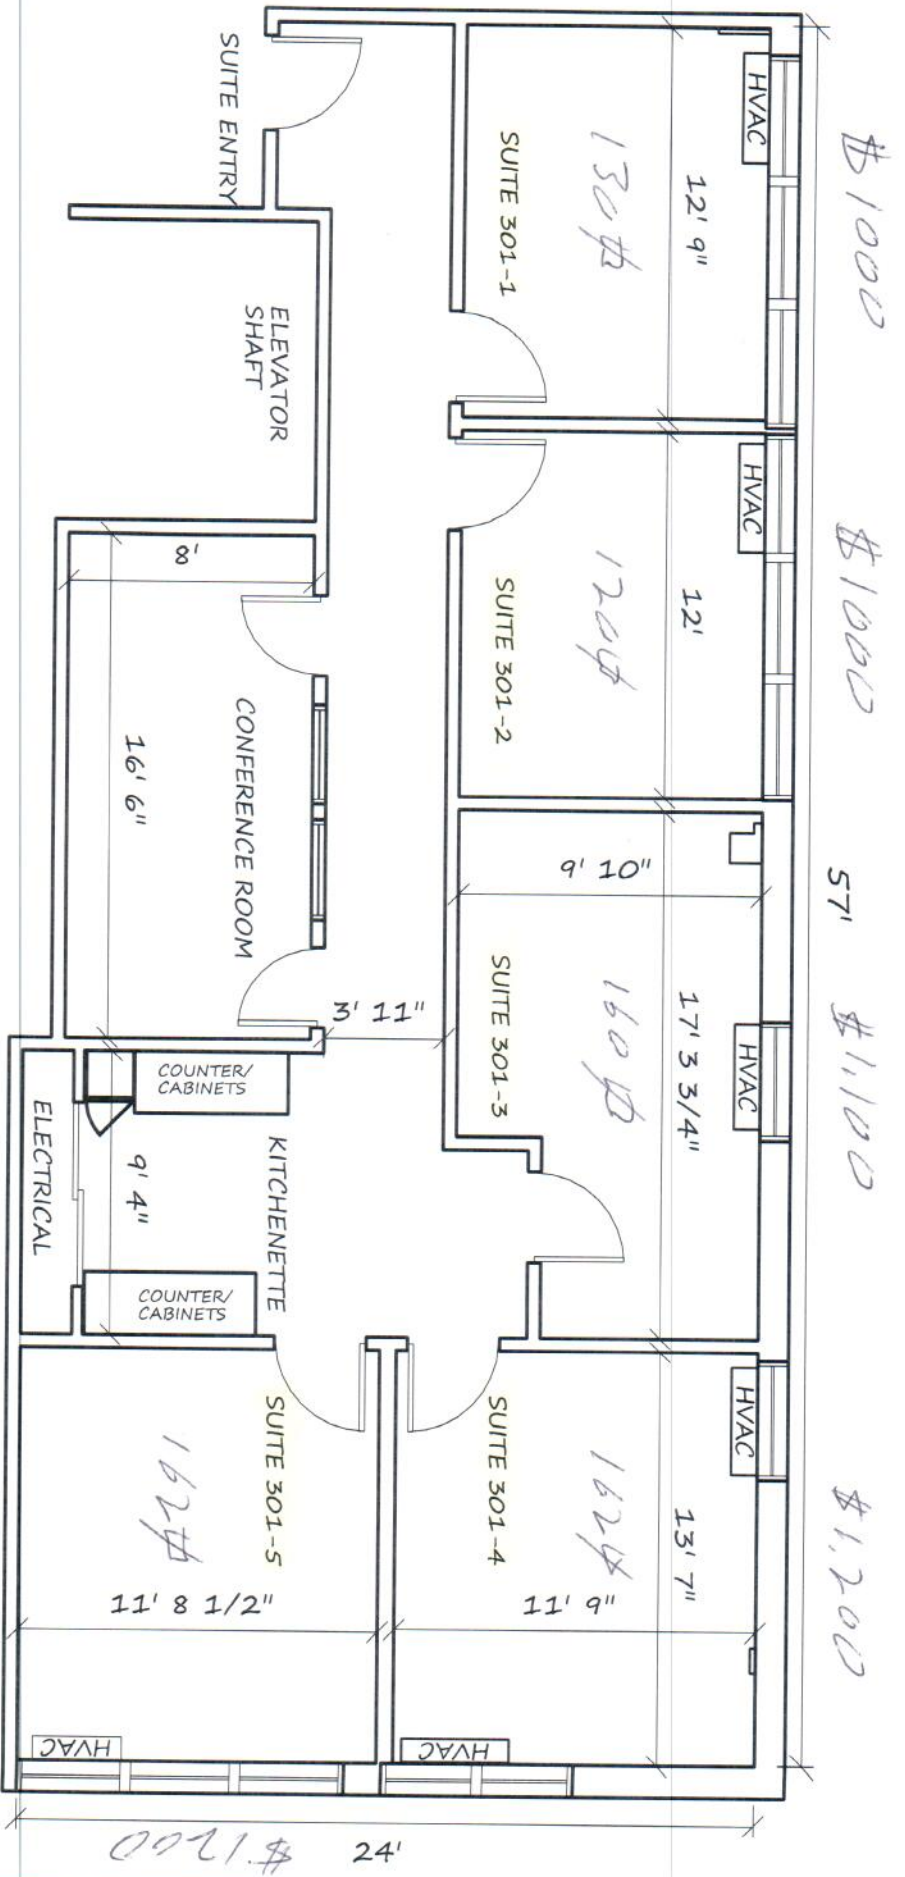 $1000
$1000
57'
$1,100
$1,200
HVAC
12' 9"
130#
SUITE 301-1
HVAC
12'
120#
SUITE 301-2
9' 10"
HVAC
17' 3 3/4"
160#
SUITE 301-3
HVAC
13' 7"
162#
SUITE 301-4
11' 9"
HVAC
SUITE ENTRY
ELEVATOR
SHAFT
8'
CONFERENCE ROOM
16' 6"
3' 11"
COUNTER/
CABINETS
KITCHENETTE
9' 4"
ELECTRICAL
COUNTER/
CABINETS
SUITE 301-5
162#
11' 8 1/2"
HVAC
24'
$1200